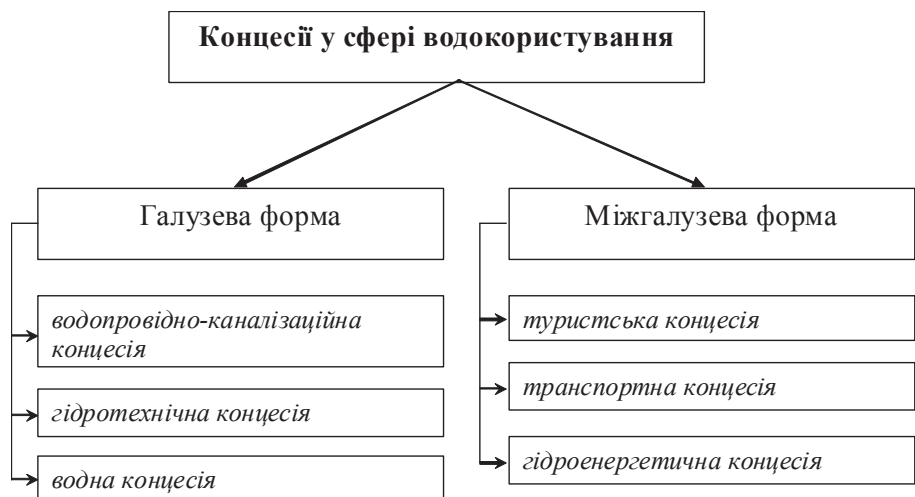 Концесії у сфері водокористування
Галузева форма
водопровідно-каналізаційна
концесія
гідротехнічна концесія
водна концесія
Міжгалузева форма
туристська концесія
транспортна концесія
гідроенергетична концесія